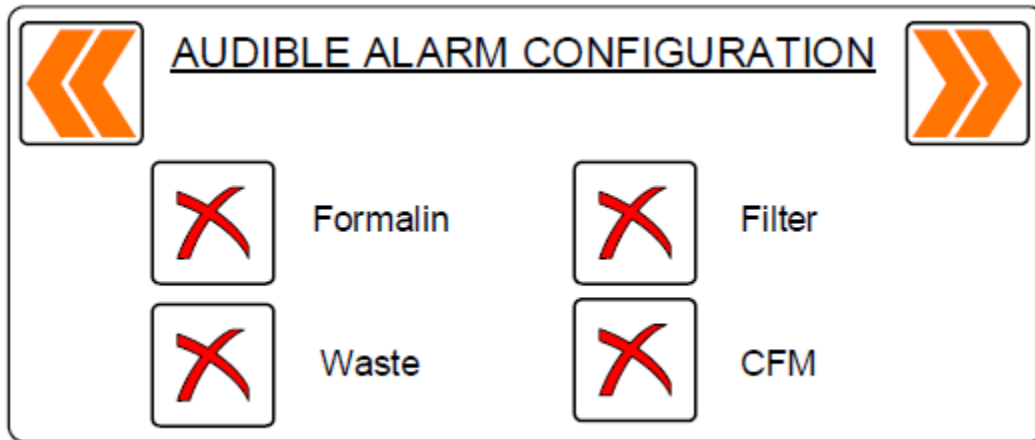 AUDIBLE ALARM CONFIGURATION
Formalin
Filter
Waste
CFM